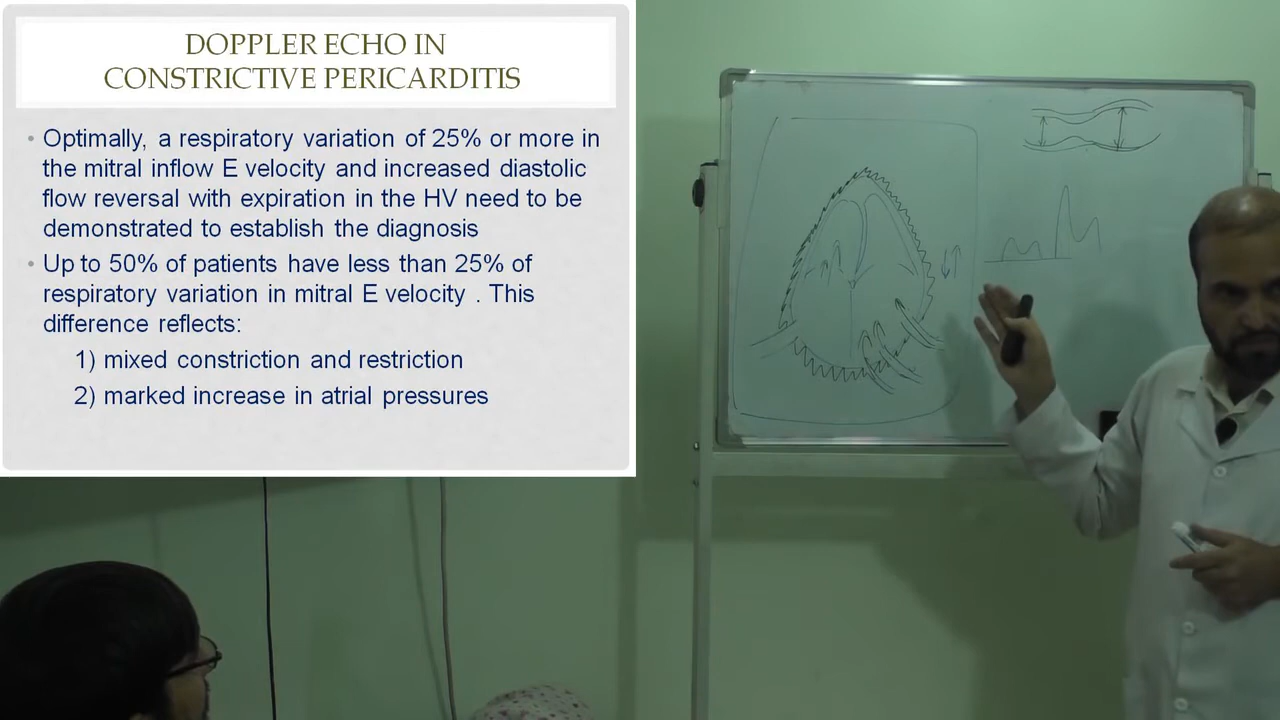 DOPPLER ECHO IN
CONSTRICTIVE PERICARDITIS
• Optimally, a respiratory variation of 25% or more in
the mitral inflow E velocity and increased diastolic
flow reversal with expiration in the HV need to be
demonstrated to establish the diagnosis
• Up to 50% of patients have less than 25% of
respiratory variation in mitral E velocity . This
difference reflects:
1) mixed constriction and restriction
2) marked increase in atrial pressures